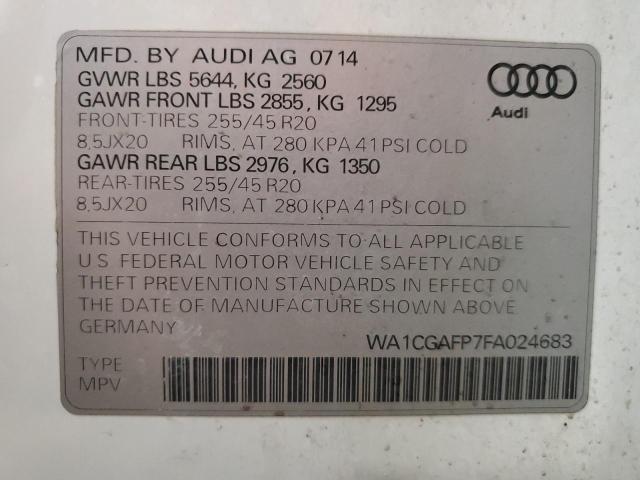 MFD. BY AUDI AG 07 14
GVWR LBS 5644, KG 2560
GAWR FRONT LBS 2855, KG 1295
FRONT-TIRES 255/45 R20
8,5JX20 RIMS, AT 280 KPA 41 PSI COLD
GAWR REAR LBS 2976, KG 1350
REAR-TIRES 255/45 R20
8,5JX20 RIMS, AT 280 KPA 41 PSI COLD
Audi
THIS VEHICLE CONFORMS TO ALL APPLICABLE
U.S. FEDERAL MOTOR VEHICLE SAFETY AND
THEFT PREVENTION STANDARDS IN EFFECT ON
THE DATE OF MANUFACTURE SHOWN ABOVE
GERMANY
WA1CGAFP7FA024683
TYPE
MPV